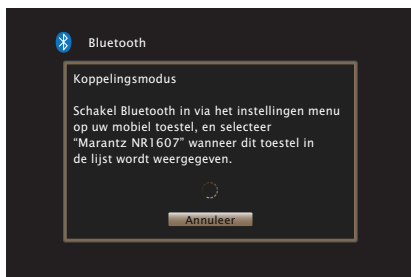 Bluetooth
Koppelingsmodus
Schakel Bluetooth in via het instellingen menu
op uw mobiel toestel, en selecteer
“Marantz NR1607” wanneer dit toestel in
de lijst wordt weergegeven.
Annuleer